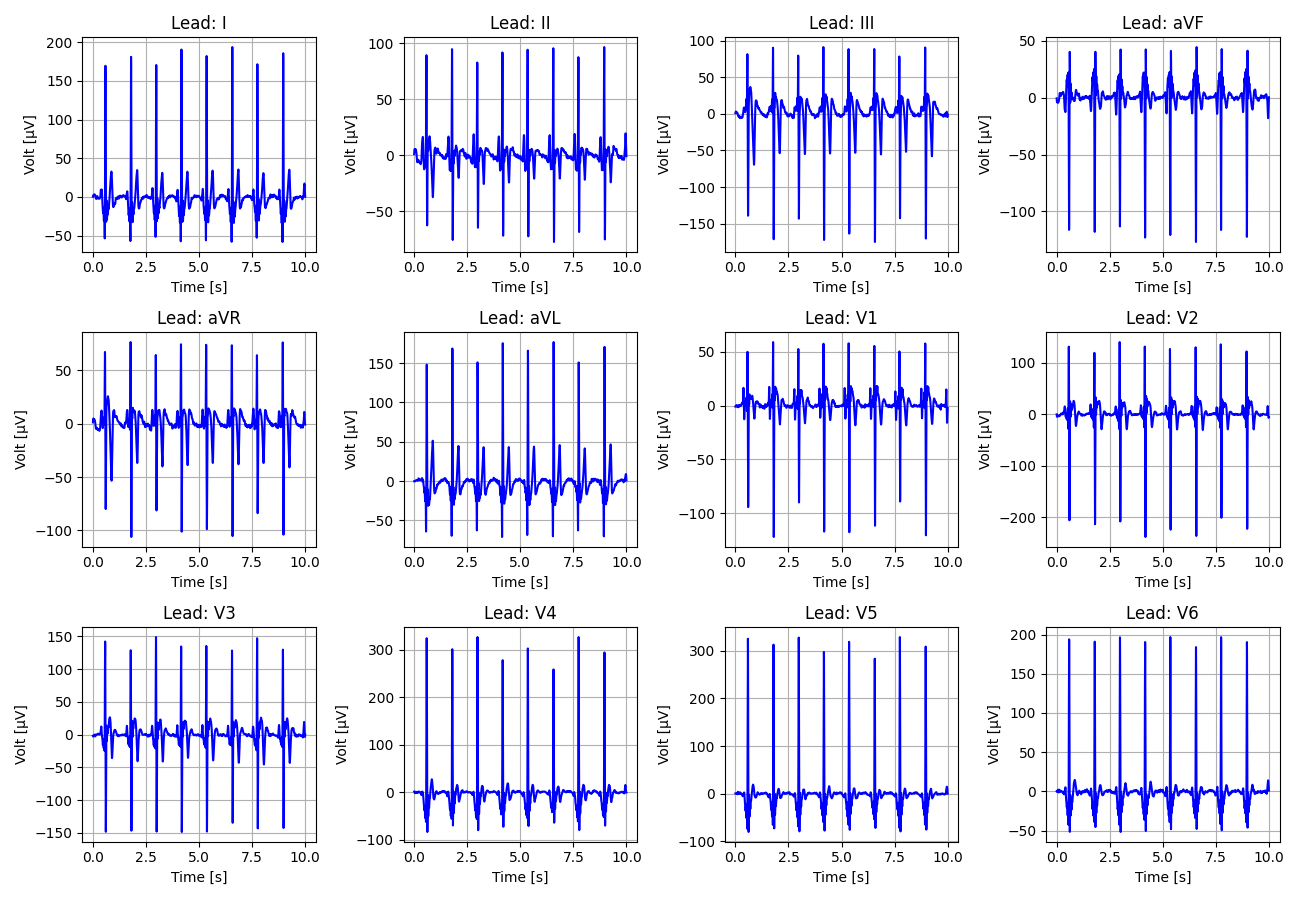 Lead: I
Lead: II
Lead: III
Lead: aVF
200
150
100
50
0
−50
Volt [µV]
0.0 2.5 5.0 7.5 10.0
Time [s]
100
50
0
−50
Volt [µV]
0.0 2.5 5.0 7.5 10.0
Time [s]
100
50
0
−50
−100
−150
Volt [µV]
0.0 2.5 5.0 7.5 10.0
Time [s]
50
0
−50
−100
Volt [µV]
0.0 2.5 5.0 7.5 10.0
Time [s]
Lead: aVR
Lead: aVL
Lead: V1
Lead: V2
50
0
−50
−100
Volt [µV]
0.0 2.5 5.0 7.5 10.0
Time [s]
150
100
50
0
−50
Volt [µV]
0.0 2.5 5.0 7.5 10.0
Time [s]
50
0
−50
−100
Volt [µV]
0.0 2.5 5.0 7.5 10.0
Time [s]
100
0
−100
−200
Volt [µV]
0.0 2.5 5.0 7.5 10.0
Time [s]
Lead: V3
Lead: V4
Lead: V5
Lead: V6
150
100
50
0
−50
−100
−150
Volt [µV]
0.0 2.5 5.0 7.5 10.0
Time [s]
300
200
100
0
−100
Volt [µV]
0.0 2.5 5.0 7.5 10.0
Time [s]
300
200
100
0
−100
Volt [µV]
0.0 2.5 5.0 7.5 10.0
Time [s]
200
150
100
50
0
−50
Volt [µV]
0.0 2.5 5.0 7.5 10.0
Time [s]